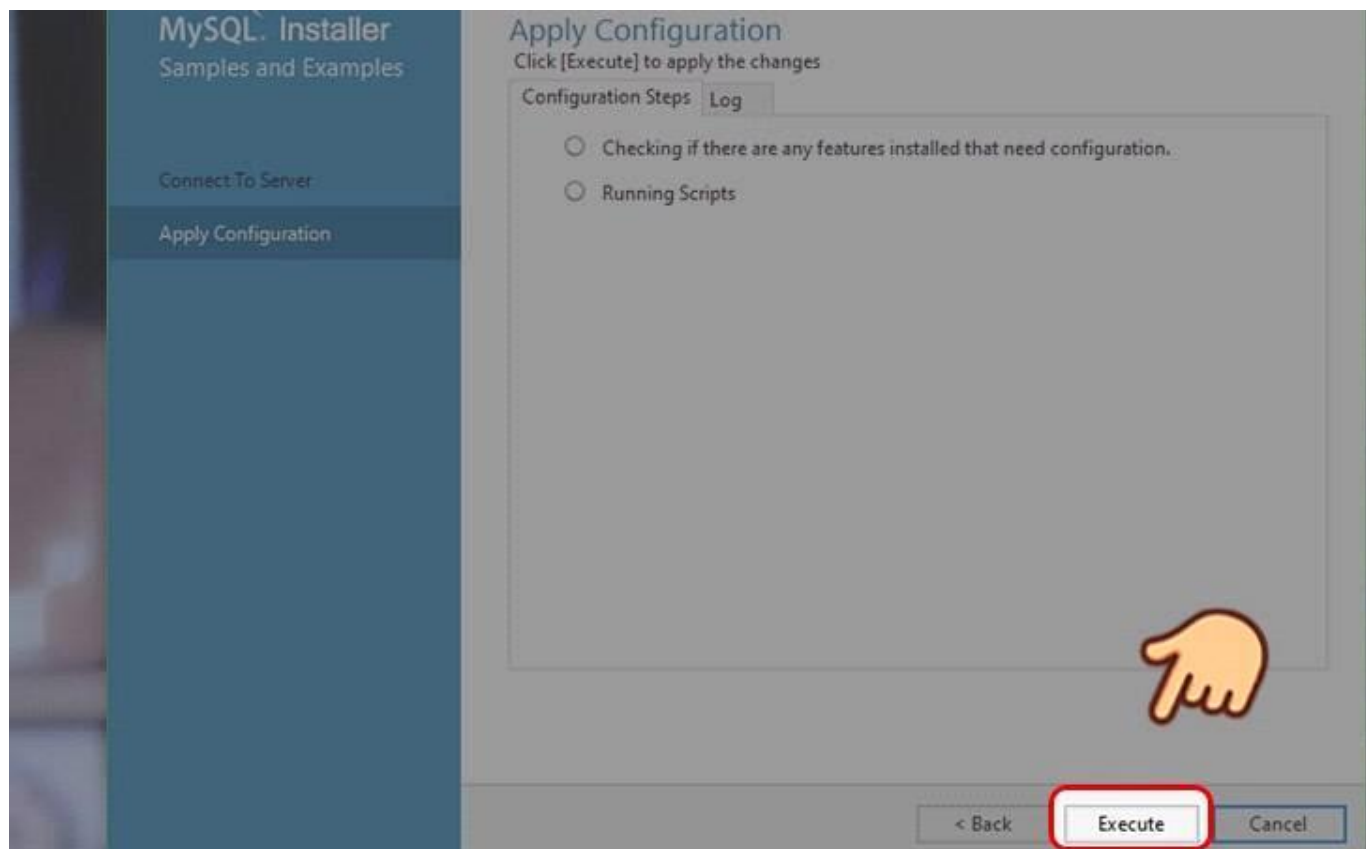 MySQL. Installer
Samples and Examples
Connect To Server
Apply Configuration
Apply Configuration
Click [Execute] to apply the changes
Configuration Steps
Log
Checking if there are any features installed that need configuration.
Running Scripts
< Back
Execute
Cancel